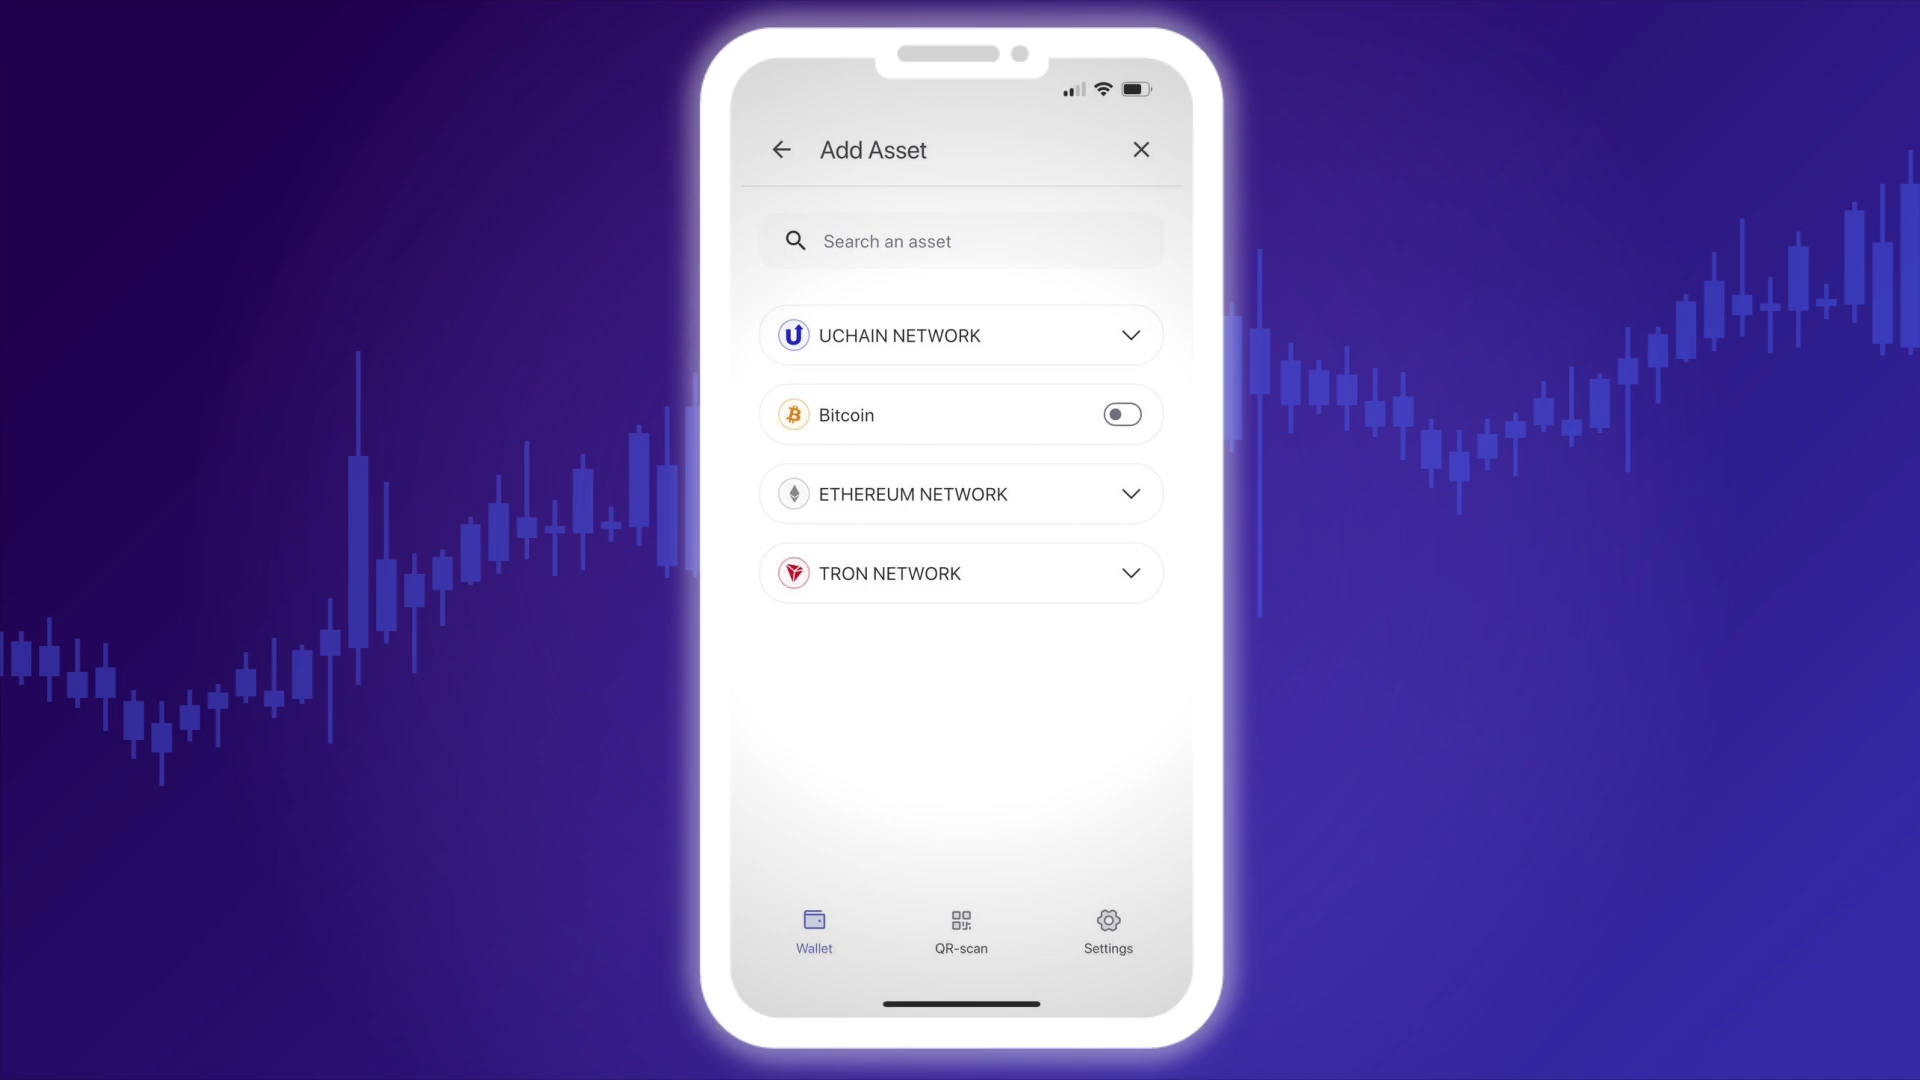 Add Asset
Search an asset
UCHAIN NETWORK
Bitcoin
ETHEREUM NETWORK
TRON NETWORK
Wallet
QR-scan
Settings